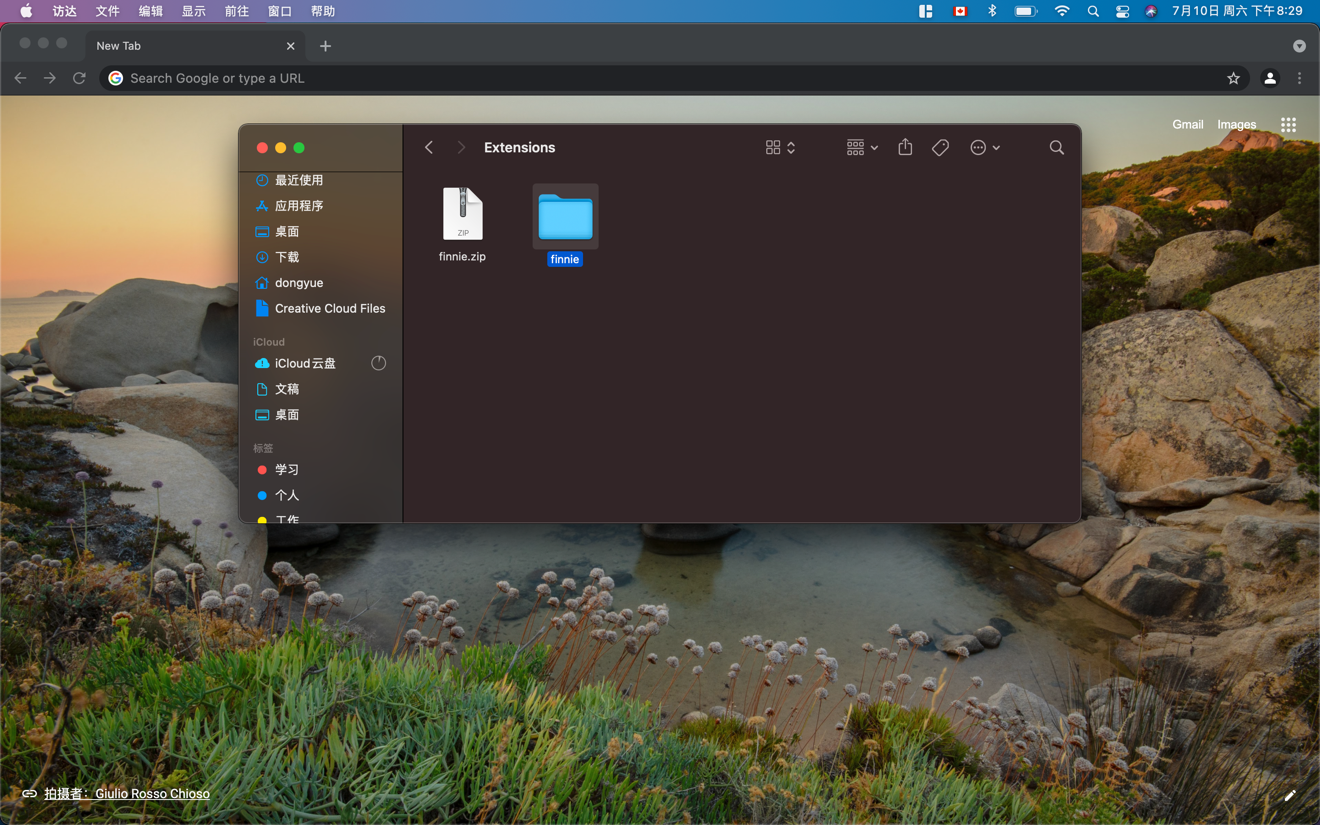 访达 文件 编辑 显示 前往 窗口 帮助 7月10日 周六 下午8:29
New Tab
Search Google or type a URL
Gmail Images
Extensions
最近使用
应用程序
桌面
下载
dongyue
Creative Cloud Files
iCloud
iCloud云盘
文稿
桌面
标签
学习
个人
工作
ZIP
finnie.zip
finnie
拍摄者：Giulio Rosso Chioso